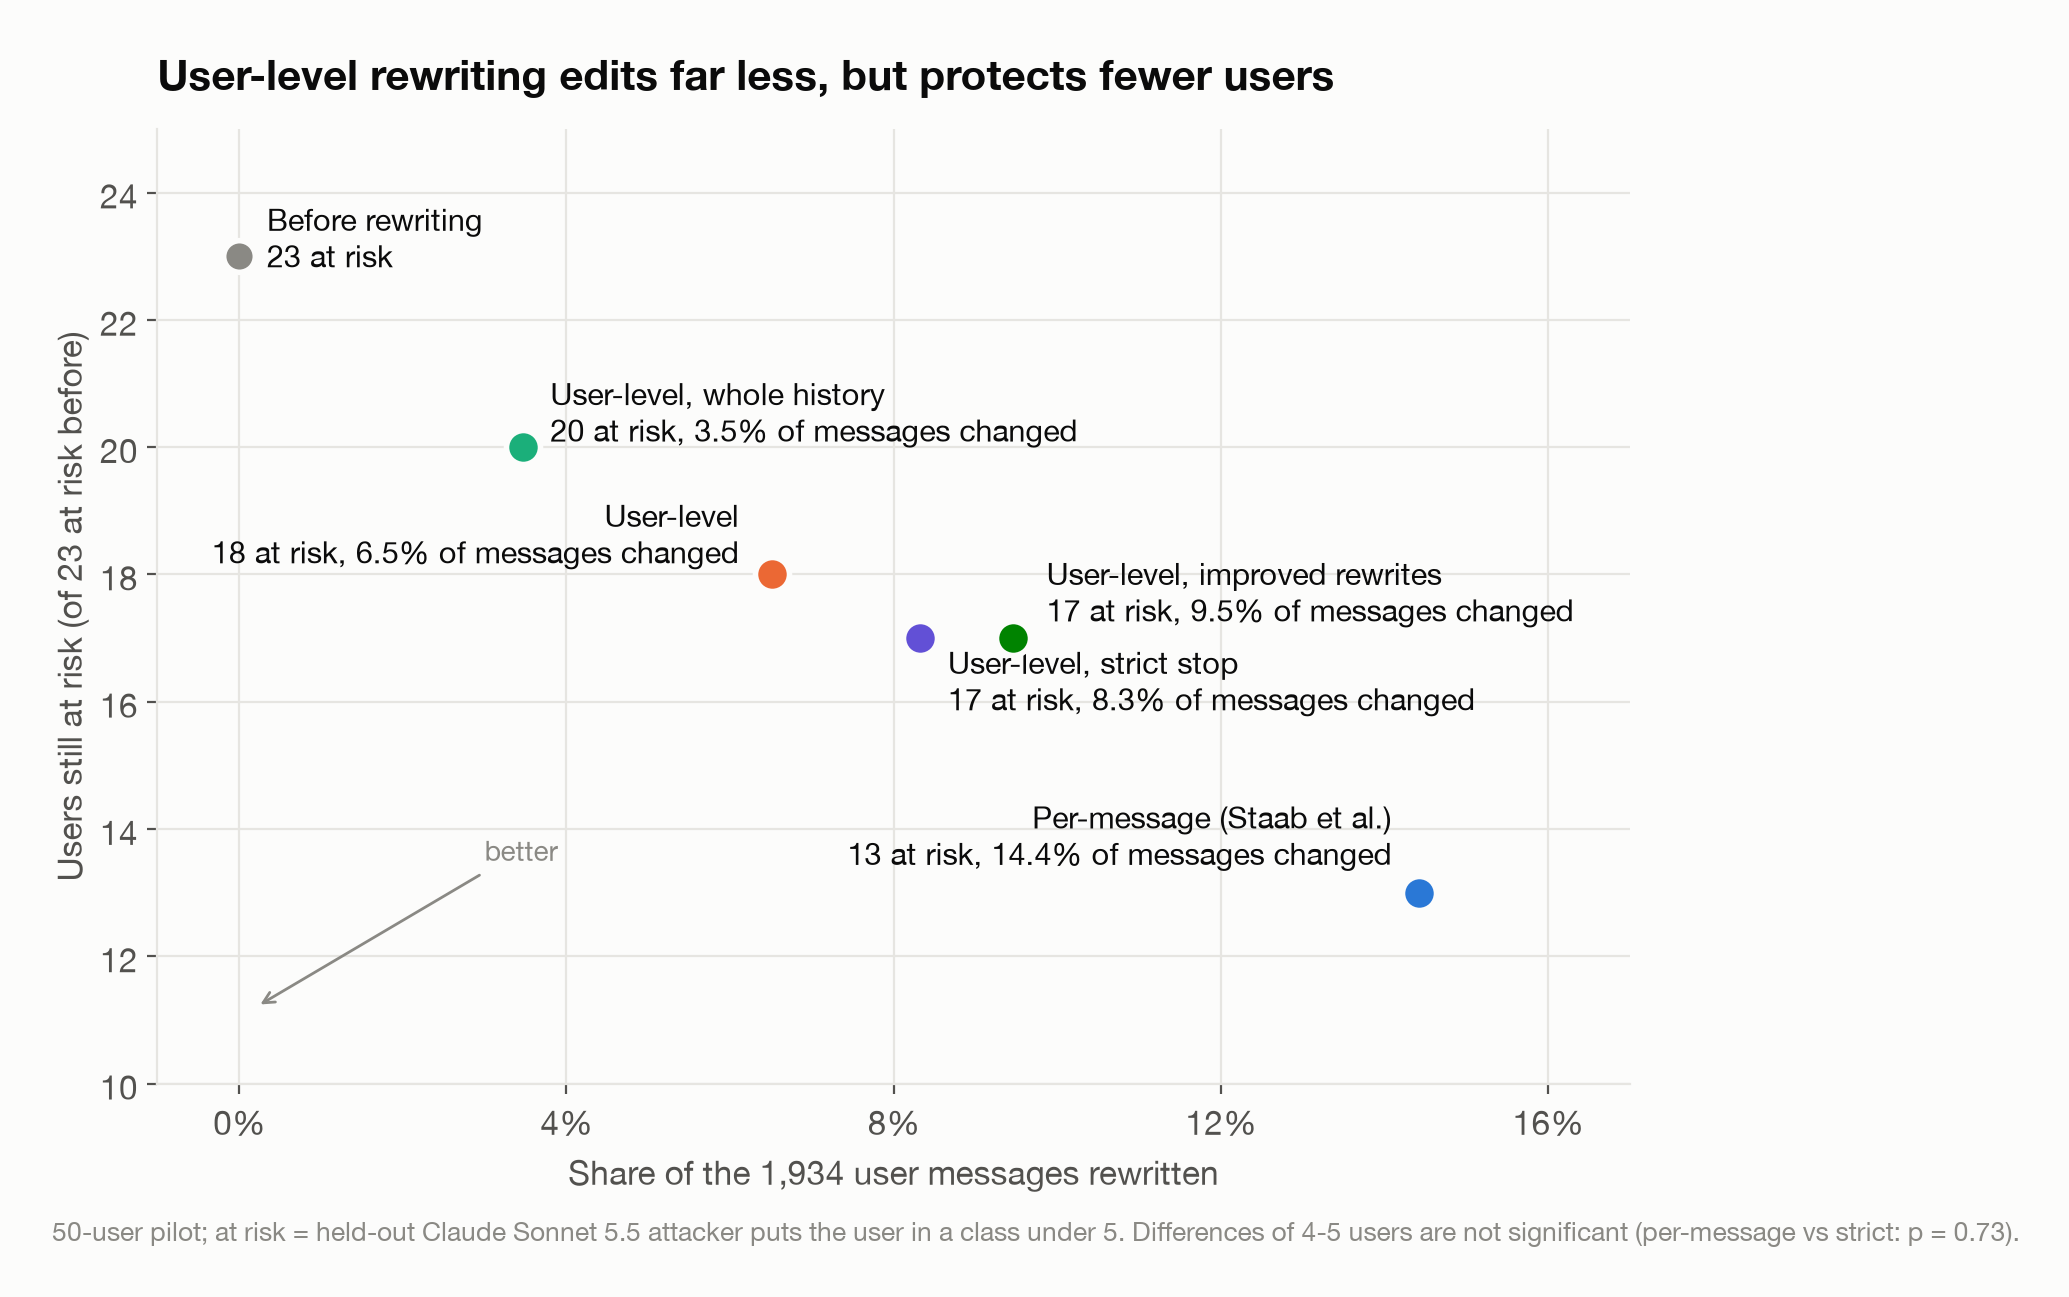 User-level rewriting edits far less, but protects fewer users
Users still at risk (of 23 at risk before)
24
22
20
18
16
14
12
10
Before rewriting
23 at risk
User-level, whole history
20 at risk, 3.5% of messages changed
User-level
18 at risk, 6.5% of messages changed
User-level, improved rewrites
17 at risk, 9.5% of messages changed
User-level, strict stop
17 at risk, 8.3% of messages changed
Per-message (Staab et al.)
13 at risk, 14.4% of messages changed
better
0%
4%
8%
12%
16%
Share of the 1,934 user messages rewritten
50-user pilot; at risk = held-out Claude Sonnet 5.5 attacker puts the user in a class under 5. Differences of 4-5 users are not significant (per-message vs strict: p = 0.73).